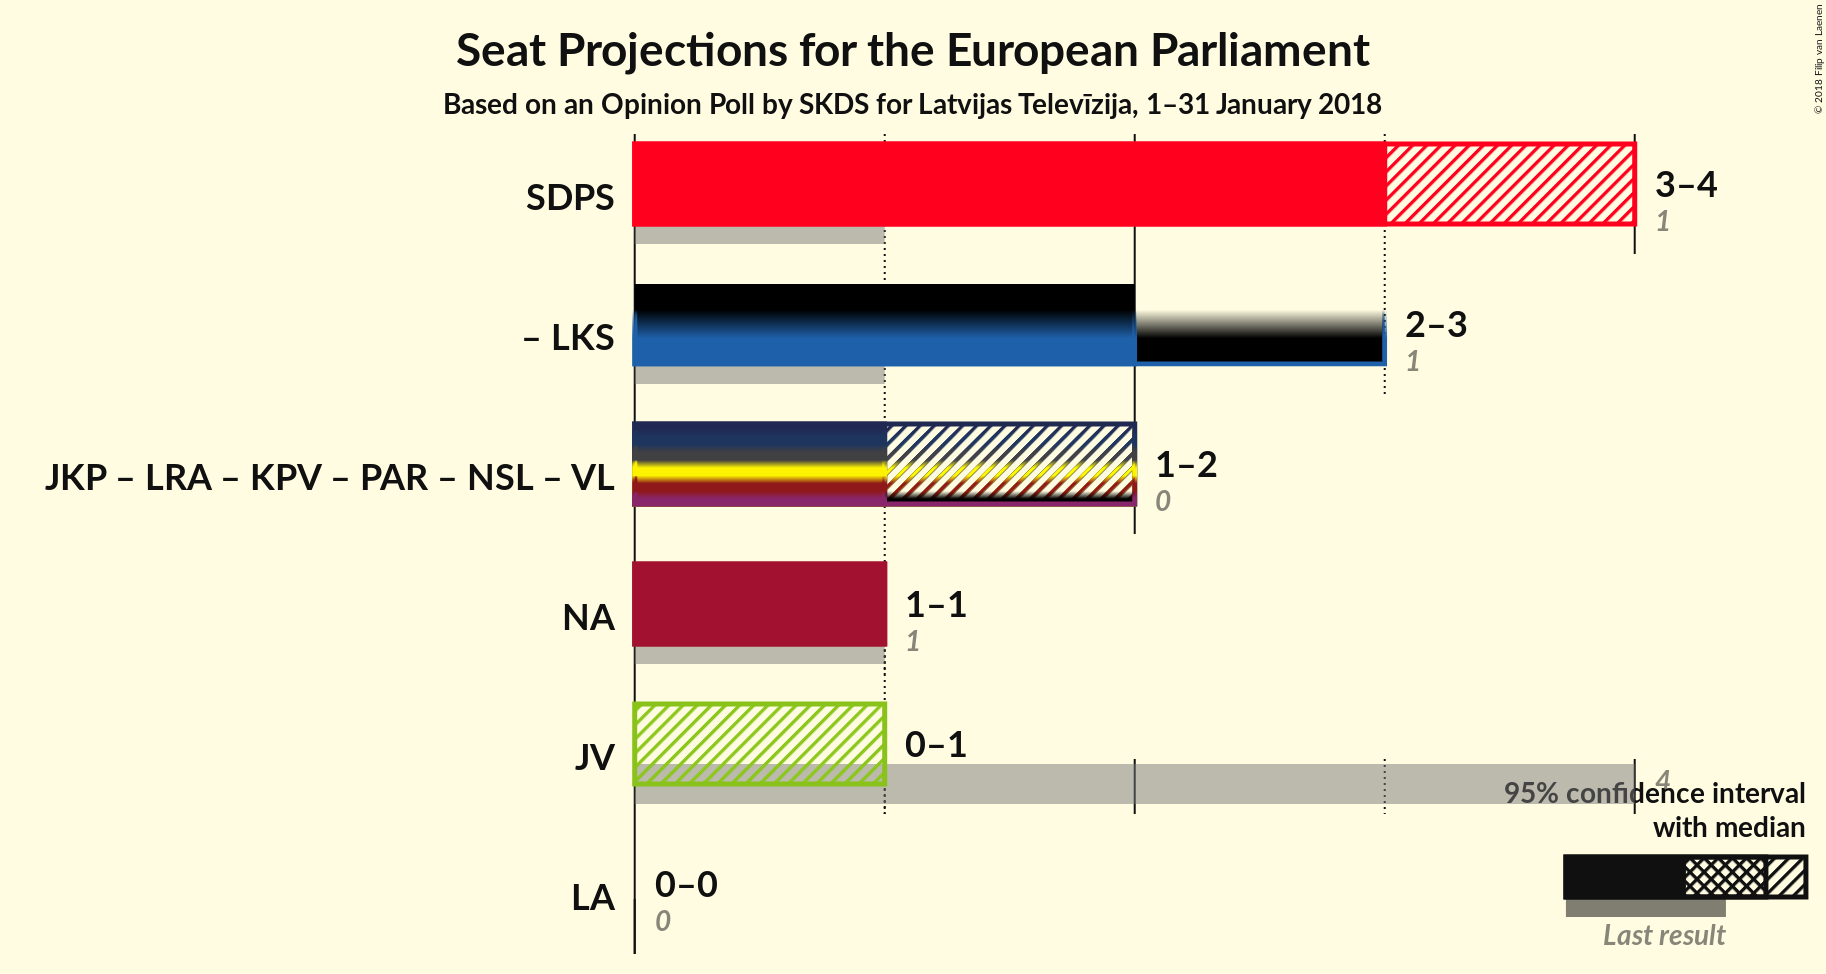 Seat Projections for the European Parliament
Based on an Opinion Poll by SKDS for Latvijas Televīzija, 1–31 January 2018
© 2018 Filip van Laenen
SDPS
3–4
1
– LKS
2–3
1
JKP – LRA – KPV – PAR – NSL – VL
1–2
0
NA
1–1
1
JV
0–1
4
LA
0–0
0
95% confidence interval
with median
Last result